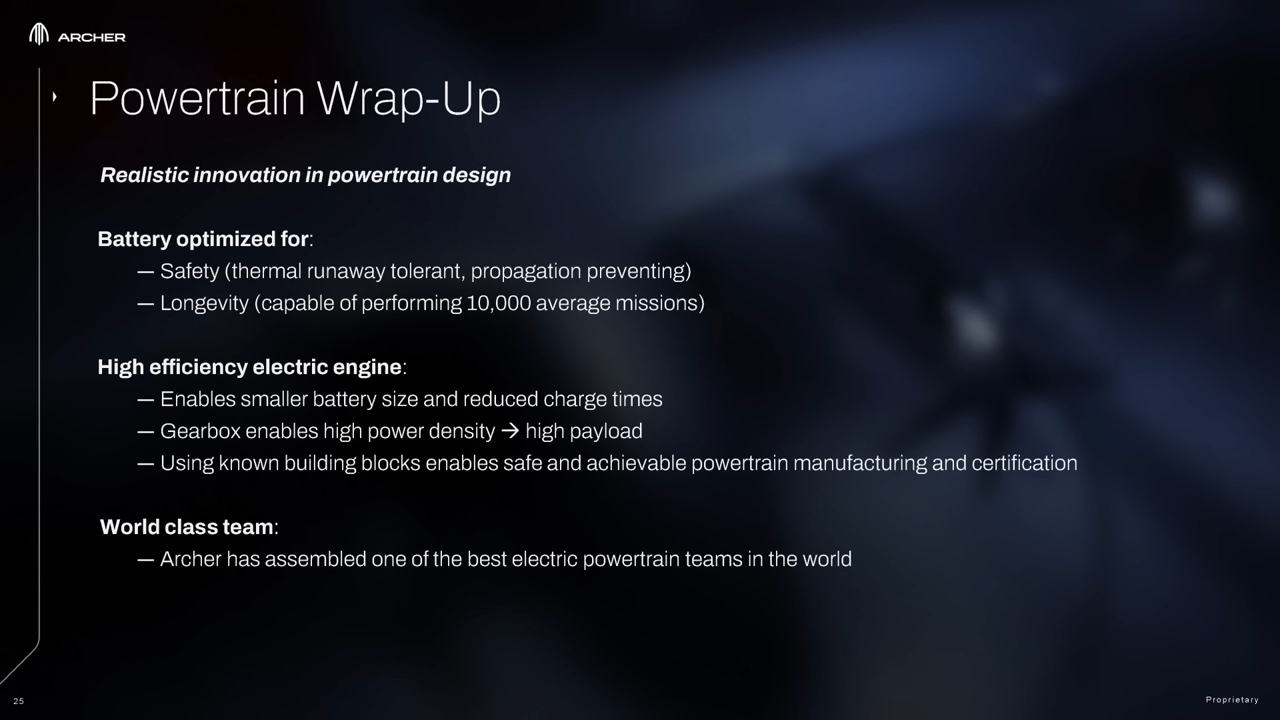 ARCHER
Powertrain Wrap-Up
Realistic innovation in powertrain design
Battery optimized for:
— Safety (thermal runaway tolerant, propagation preventing)
— Longevity (capable of performing 10,000 average missions)
High efficiency electric engine:
— Enables smaller battery size and reduced charge times
— Gearbox enables high power density → high payload
— Using known building blocks enables safe and achievable powertrain manufacturing and certification
World class team:
— Archer has assembled one of the best electric powertrain teams in the world
25
Proprietary